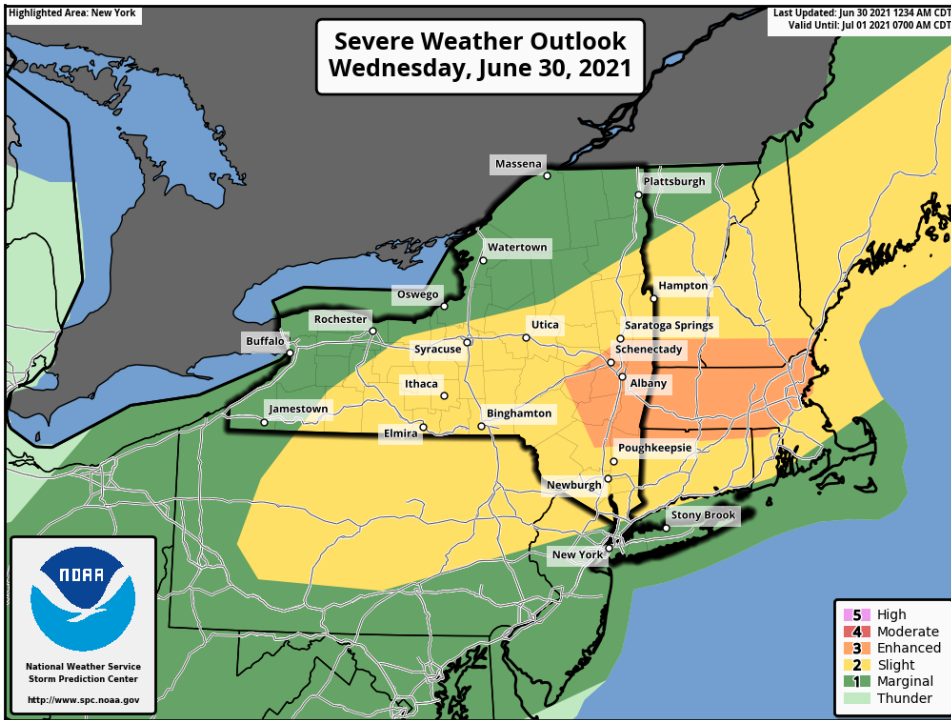 Highlighted Area: New York
Last Updated: Jun 30 2021 1234 AM CDT
Valid Until: Jul 01 2021 0700 AM CDT
Severe Weather Outlook
Wednesday, June 30, 2021
Massena
Plattsburgh
Watertown
Hampton
Oswego
Rochester
Utica
Saratoga Springs
Buffalo
Syracuse
Schenectady
Ithaca
Albany
Jamestown
Binghamton
Elmira
Poughkeepsie
Newburgh
Stony Brook
New York
NOAA
National Weather Service
Storm Prediction Center
http://www.spc.noaa.gov
5 High
4 Moderate
3 Enhanced
2 Slight
1 Marginal
Thunder